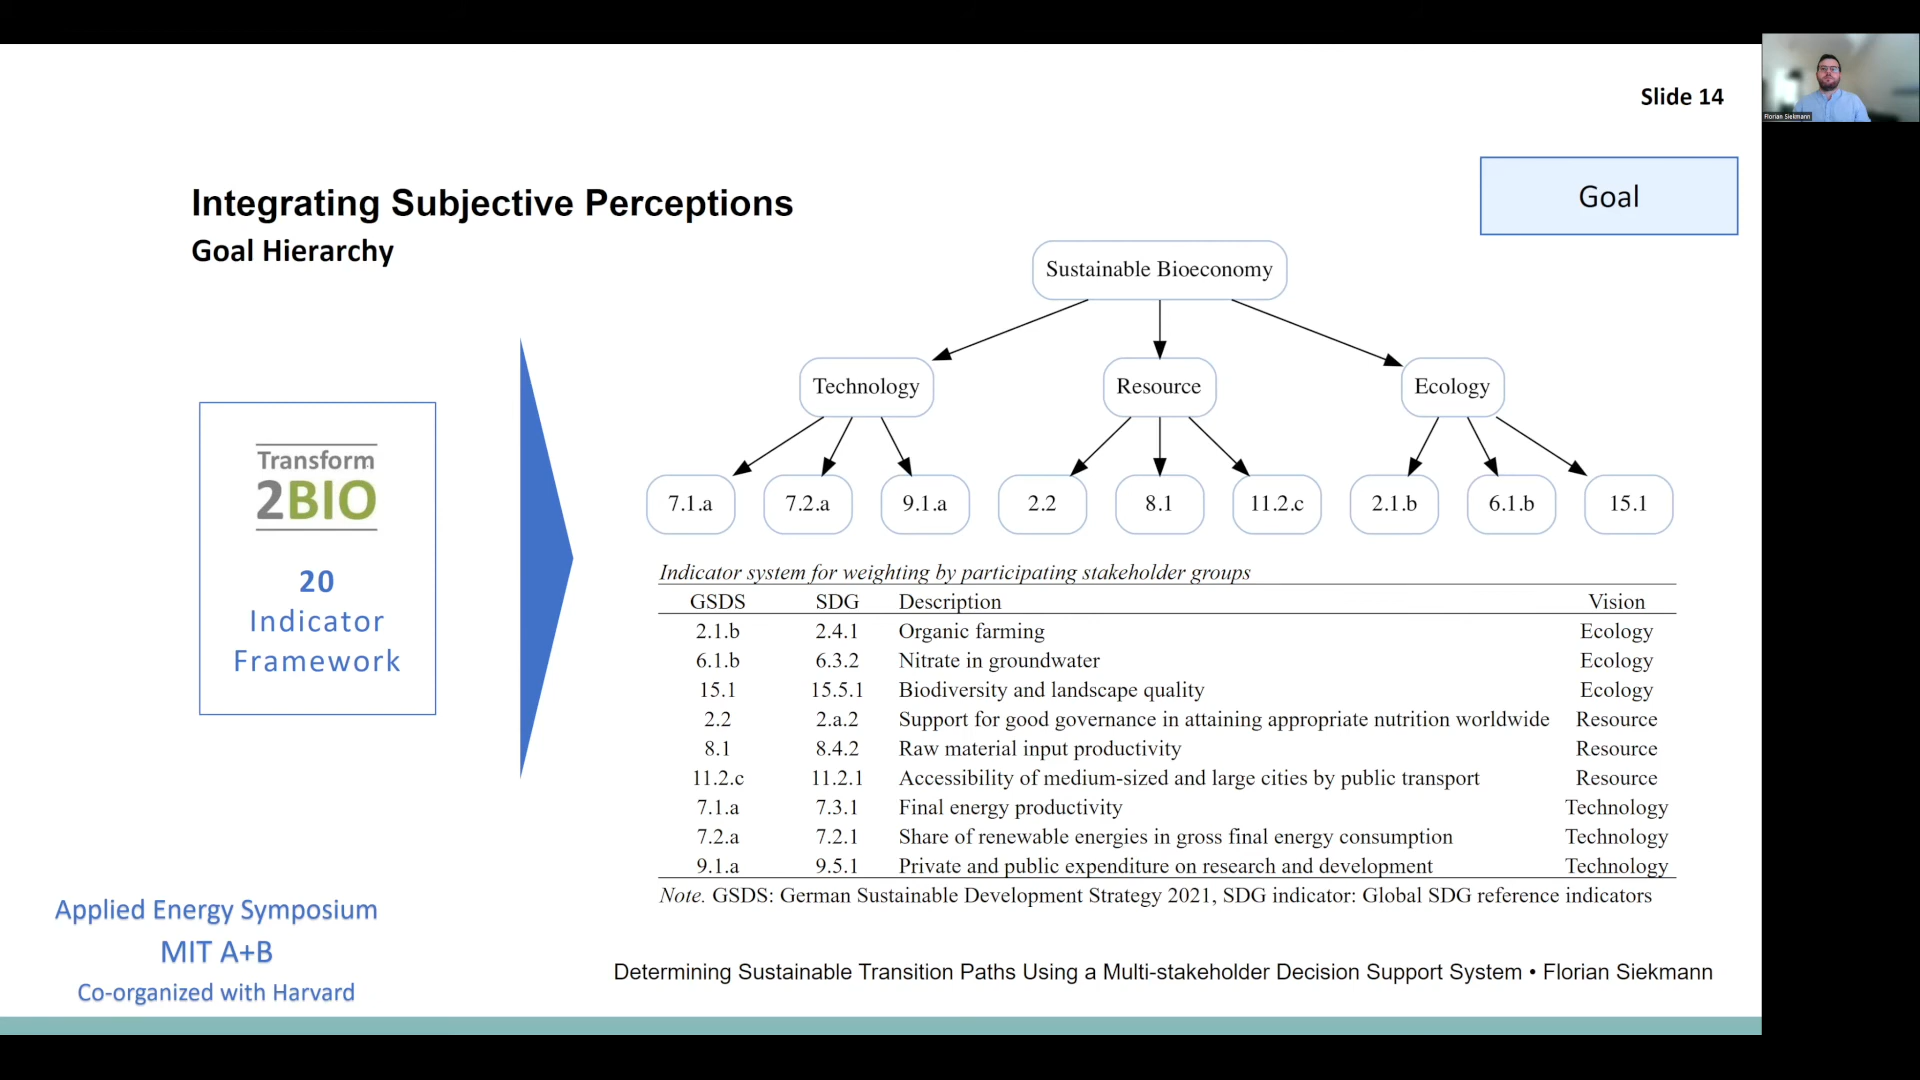 Slide 14
Florian Siekmann
Integrating Subjective Perceptions
Goal Hierarchy
Goal
Sustainable Bioeconomy
Technology Resource Ecology
7.1.a 7.2.a 9.1.a 2.2 8.1 11.2.c 2.1.b 6.1.b 15.1
Transform
2BIO
20
Indicator
Framework
Indicator system for weighting by participating stakeholder groups
GSDS SDG Description Vision
2.1.b 2.4.1 Organic farming Ecology
6.1.b 6.3.2 Nitrate in groundwater Ecology
15.1 15.5.1 Biodiversity and landscape quality Ecology
2.2 2.a.2 Support for good governance in attaining appropriate nutrition worldwide Resource
8.1 8.4.2 Raw material input productivity Resource
11.2.c 11.2.1 Accessibility of medium-sized and large cities by public transport Resource
7.1.a 7.3.1 Final energy productivity Technology
7.2.a 7.2.1 Share of renewable energies in gross final energy consumption Technology
9.1.a 9.5.1 Private and public expenditure on research and development Technology
Note. GSDS: German Sustainable Development Strategy 2021, SDG indicator: Global SDG reference indicators
Applied Energy Symposium
MIT A+B
Co-organized with Harvard
Determining Sustainable Transition Paths Using a Multi-stakeholder Decision Support System • Florian Siekmann